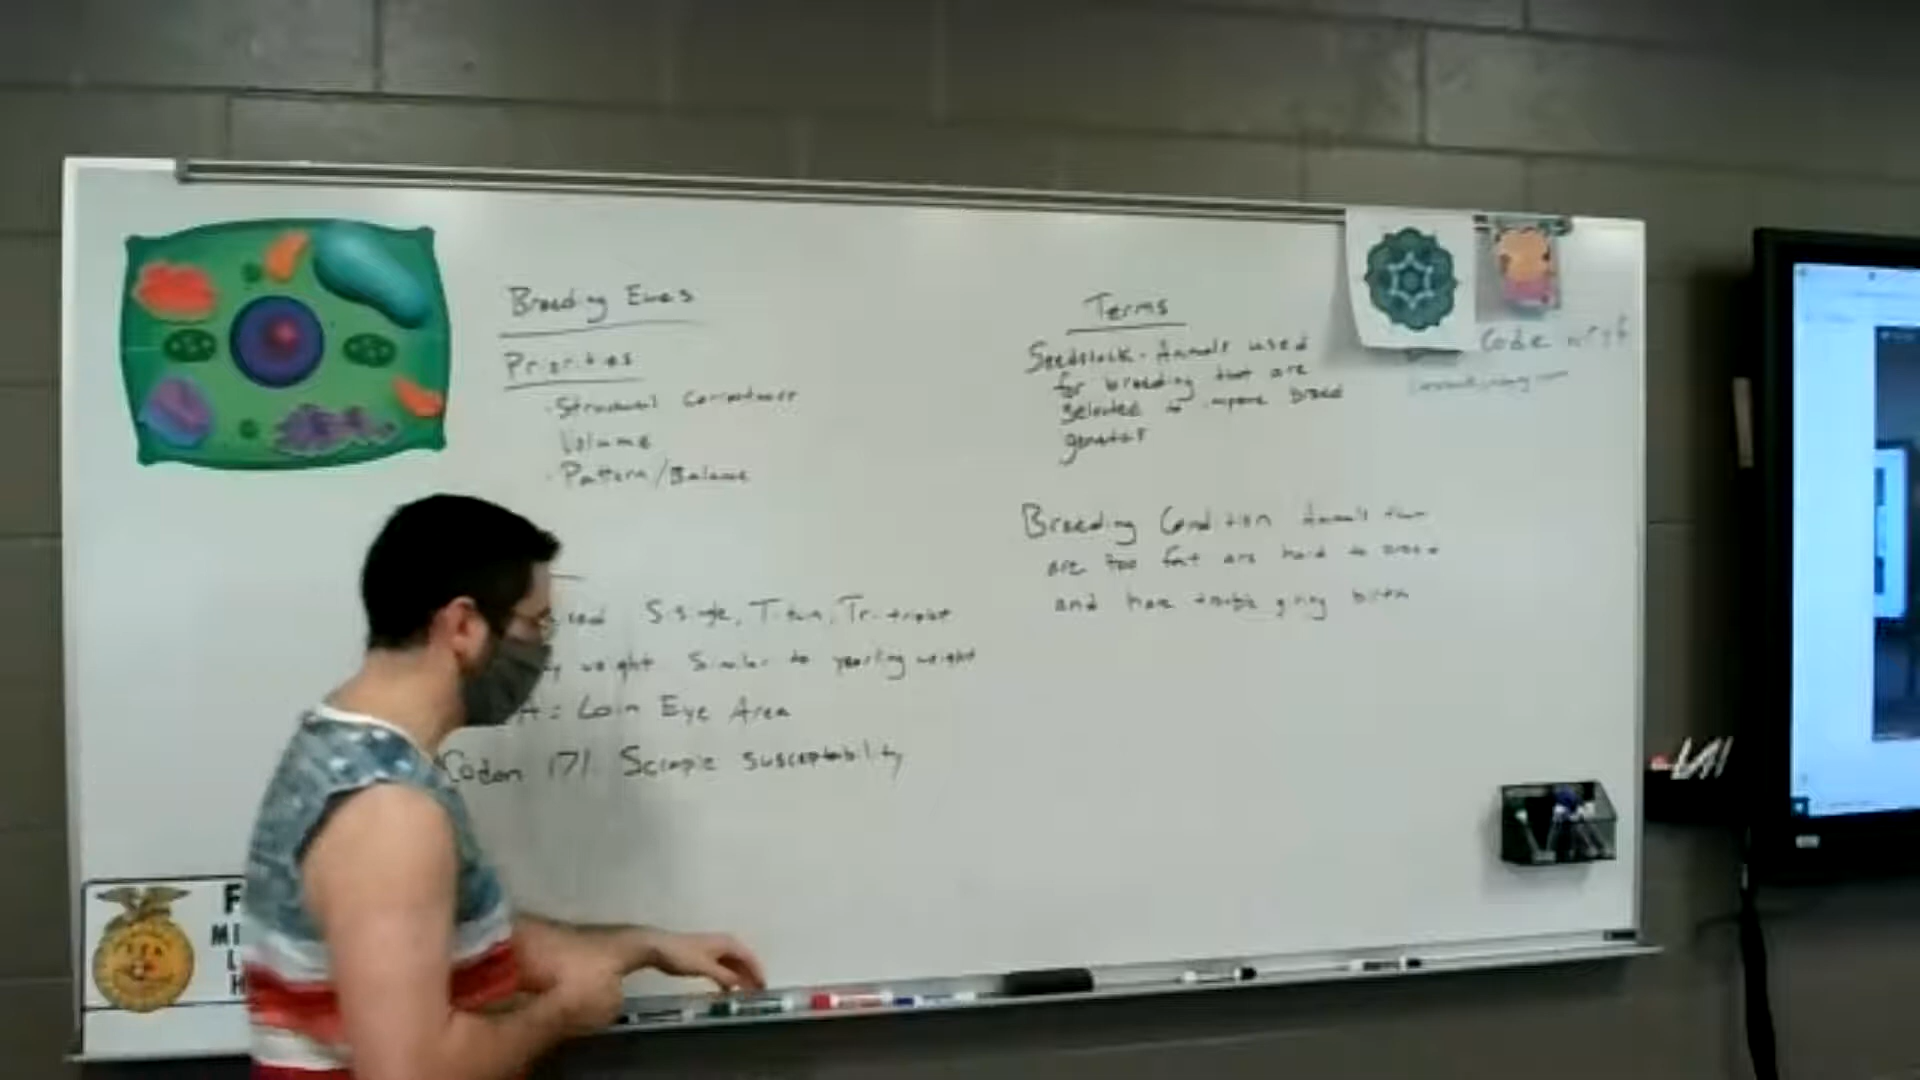 Breeding Ewes
Priorities
Structural Correctness
Volume
Pattern/Balance
S-single, T-twin, Tr-triplet
weight Similar to yearling weight
A: Loin Eye Area
Codon 171 Scrapie susceptability
Terms
Seedstock - Animals used
for breeding that are
Selected to improve Breed
genetics
Breeding Condition Animals that
are too fat are hard to breed
and have trouble giving birth
Code
F
M
L
H